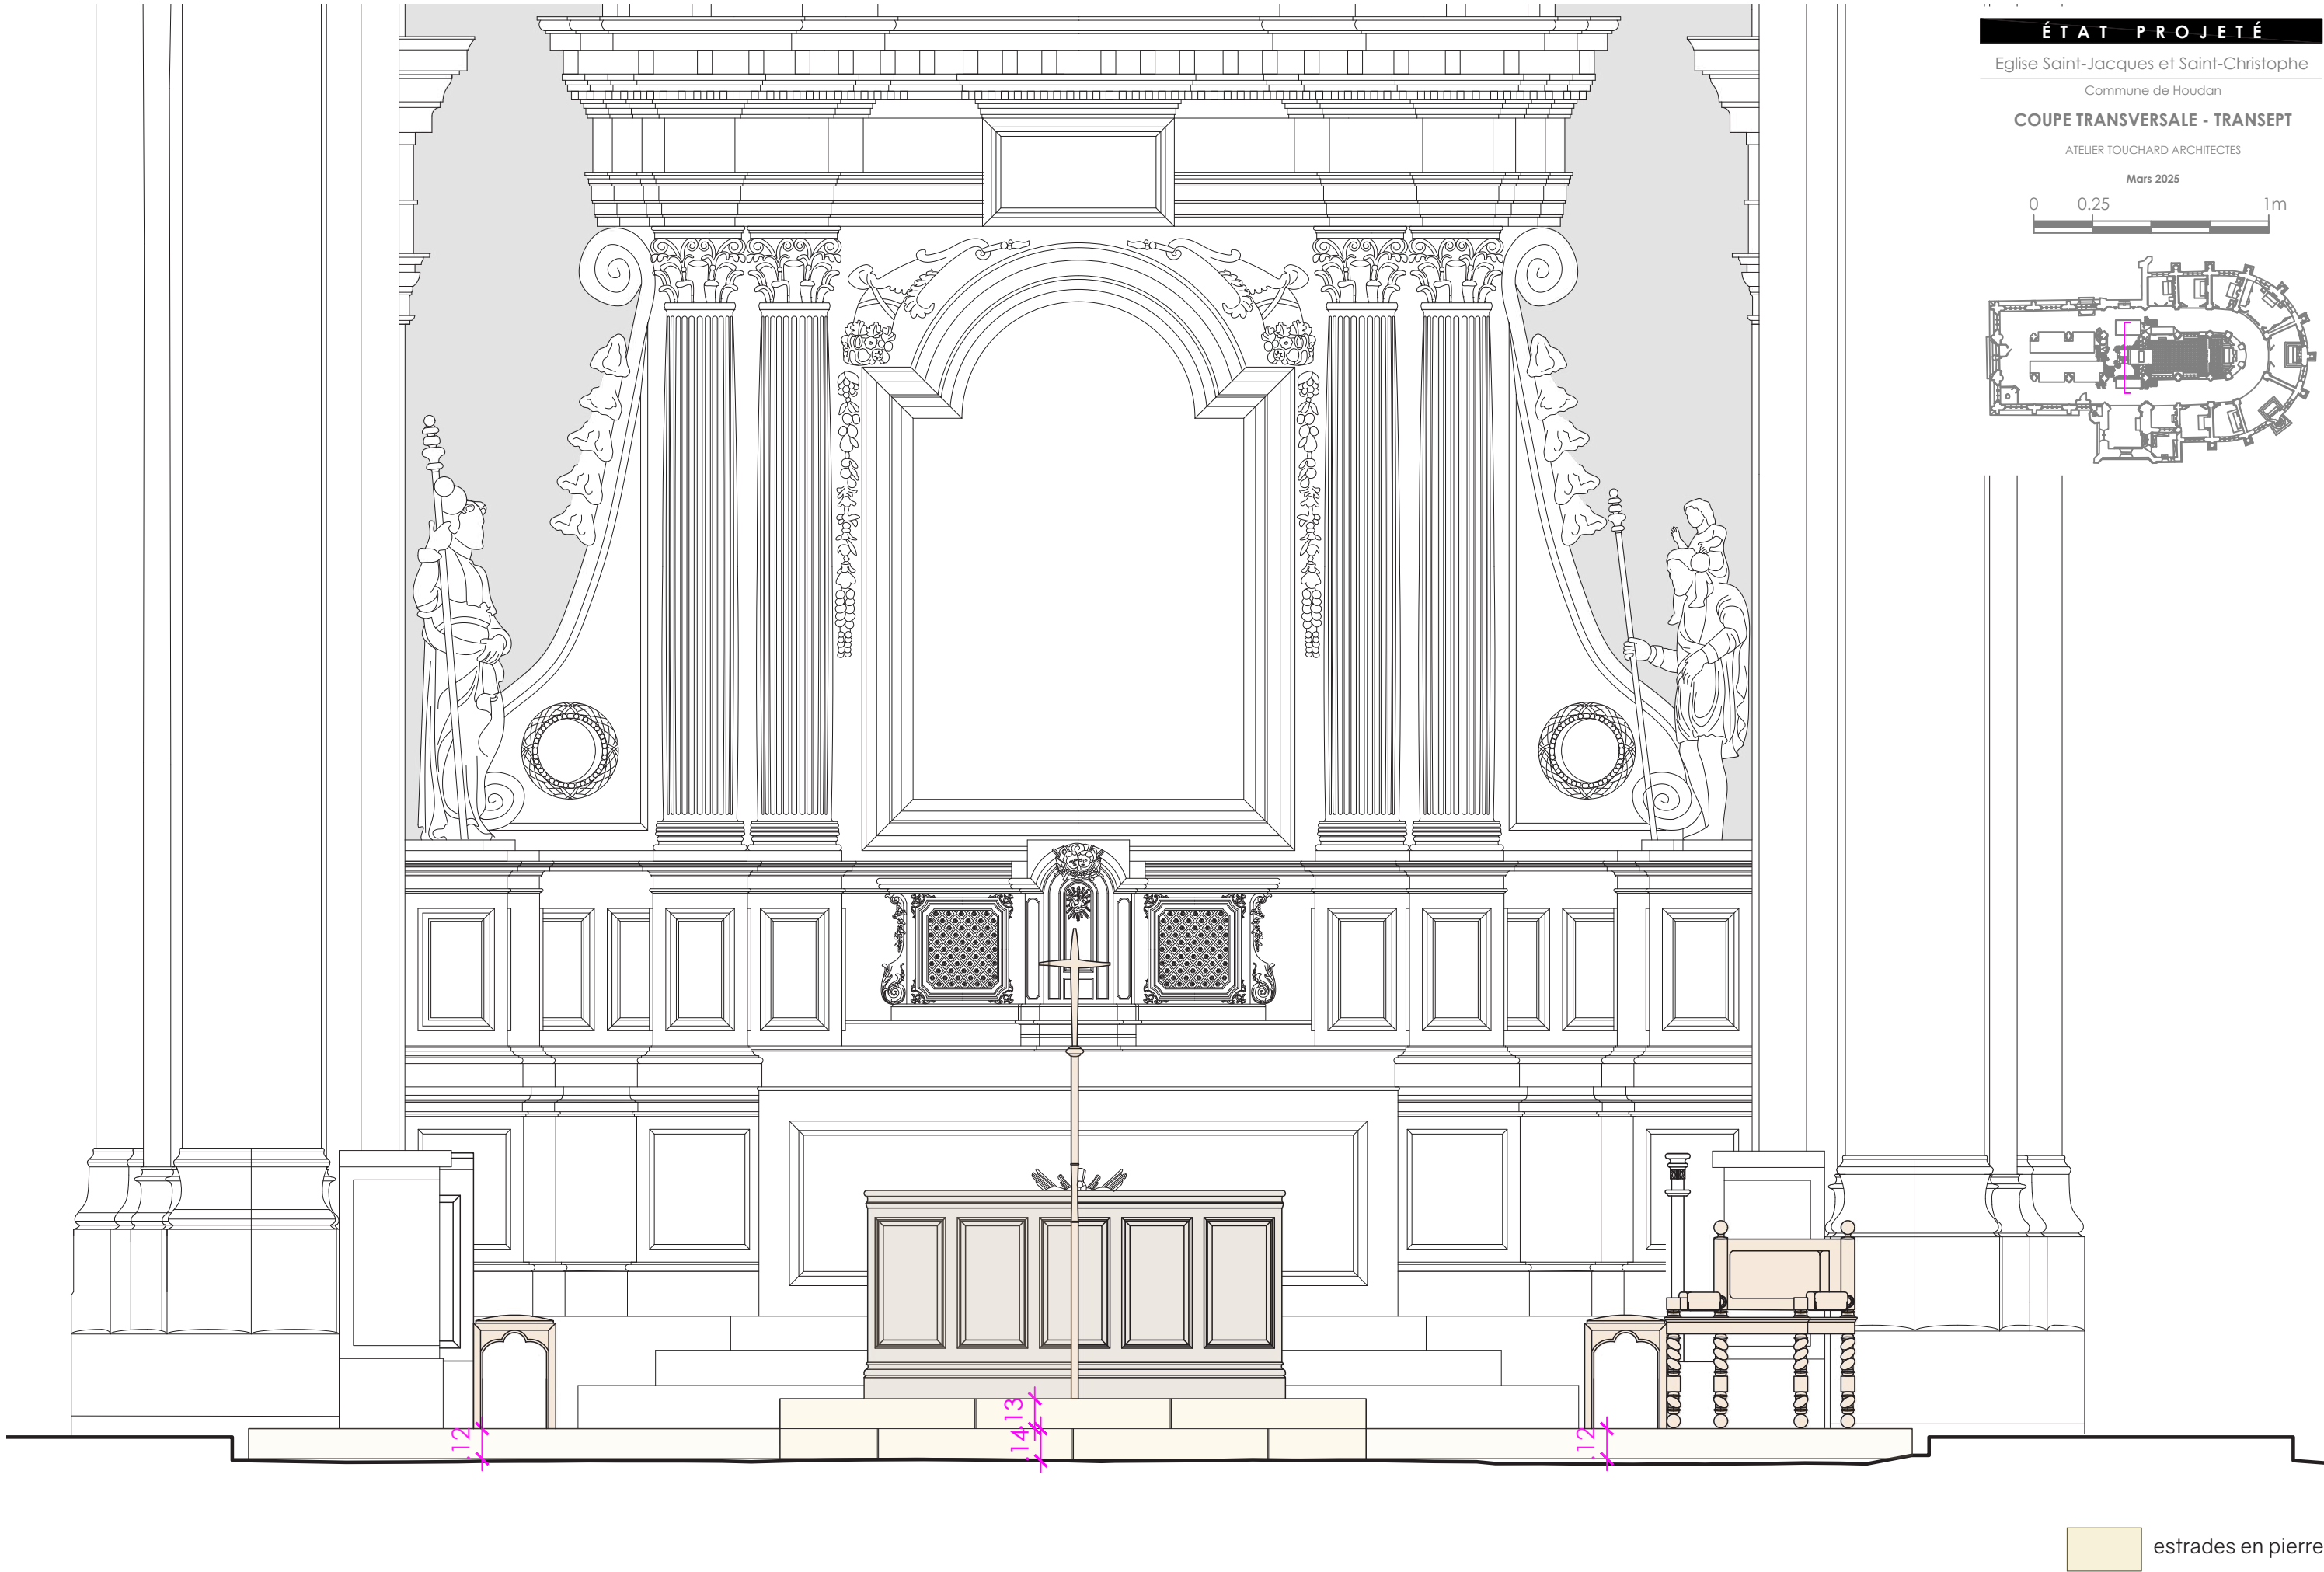 ÉTAT PROJETÉ
Eglise Saint-Jacques et Saint-Christophe
Commune de Houdan
COUPE TRANSVERSALE - TRANSEPT
ATELIER TOUCHARD ARCHITECTES
Mars 2025
0 0.25 1m
.13
.12
.14
.12
estrades en pierre